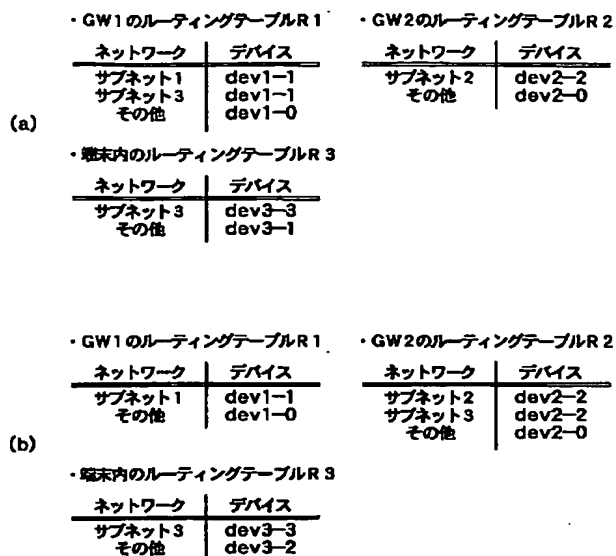 (a)
・GW1のルーティングテーブルR1
ネットワーク デバイス
サブネット1 dev1-1
サブネット3 dev1-1
その他 dev1-0
・GW2のルーティングテーブルR2
ネットワーク デバイス
サブネット2 dev2-2
その他 dev2-0
・端末内のルーティングテーブルR3
ネットワーク デバイス
サブネット3 dev3-3
その他 dev3-1
(b)
・GW1のルーティングテーブルR1
ネットワーク デバイス
サブネット1 dev1-1
その他 dev1-0
・GW2のルーティングテーブルR2
ネットワーク デバイス
サブネット2 dev2-2
サブネット3 dev2-2
その他 dev2-0
・端末内のルーティングテーブルR3
ネットワーク デバイス
サブネット3 dev3-3
その他 dev3-2